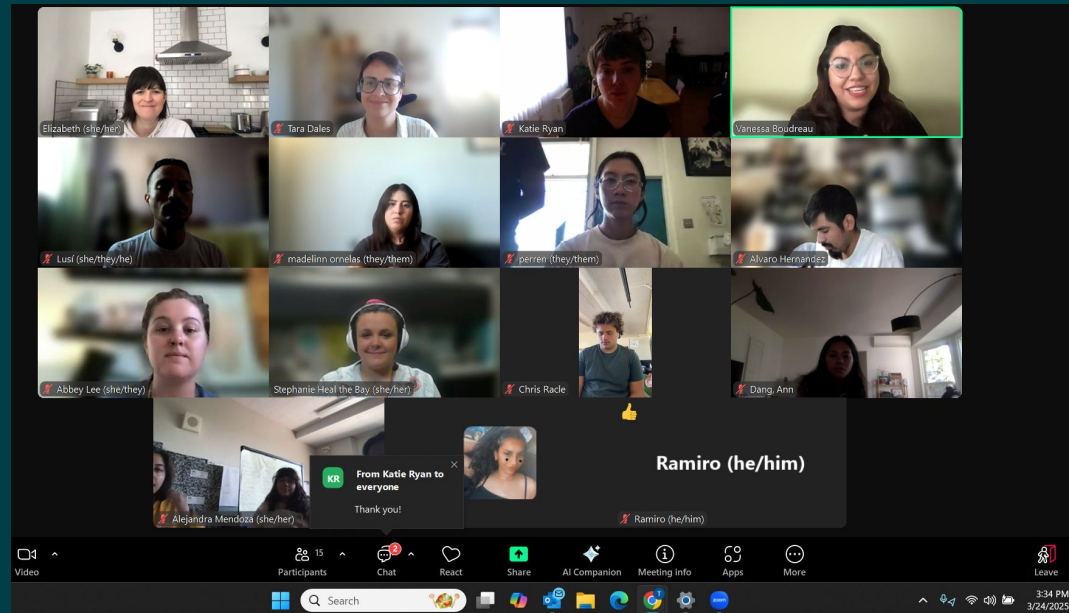 Elizabeth (she/her)
Tara Dales
Katie Ryan
Vanessa Boudreau
Lusí (she/they/he)
madelinn ornelas (they/them)
perren (they/them)
Alvaro Hernandez
Abbey Lee (she/they)
Stephanie Heal the Bay (she/her)
Chris Racle
Dang, Ann
Alejandra Mendoza (she/her)
KR
From Katie Ryan to
everyone
Thank you!
Ramiro (he/him)
Ramiro (he/him)
Video
15
Participants
2
Chat
React
Share
AI Companion
Meeting info
Apps
More
Leave
Search
zoom
3:34 PM
3/24/2025